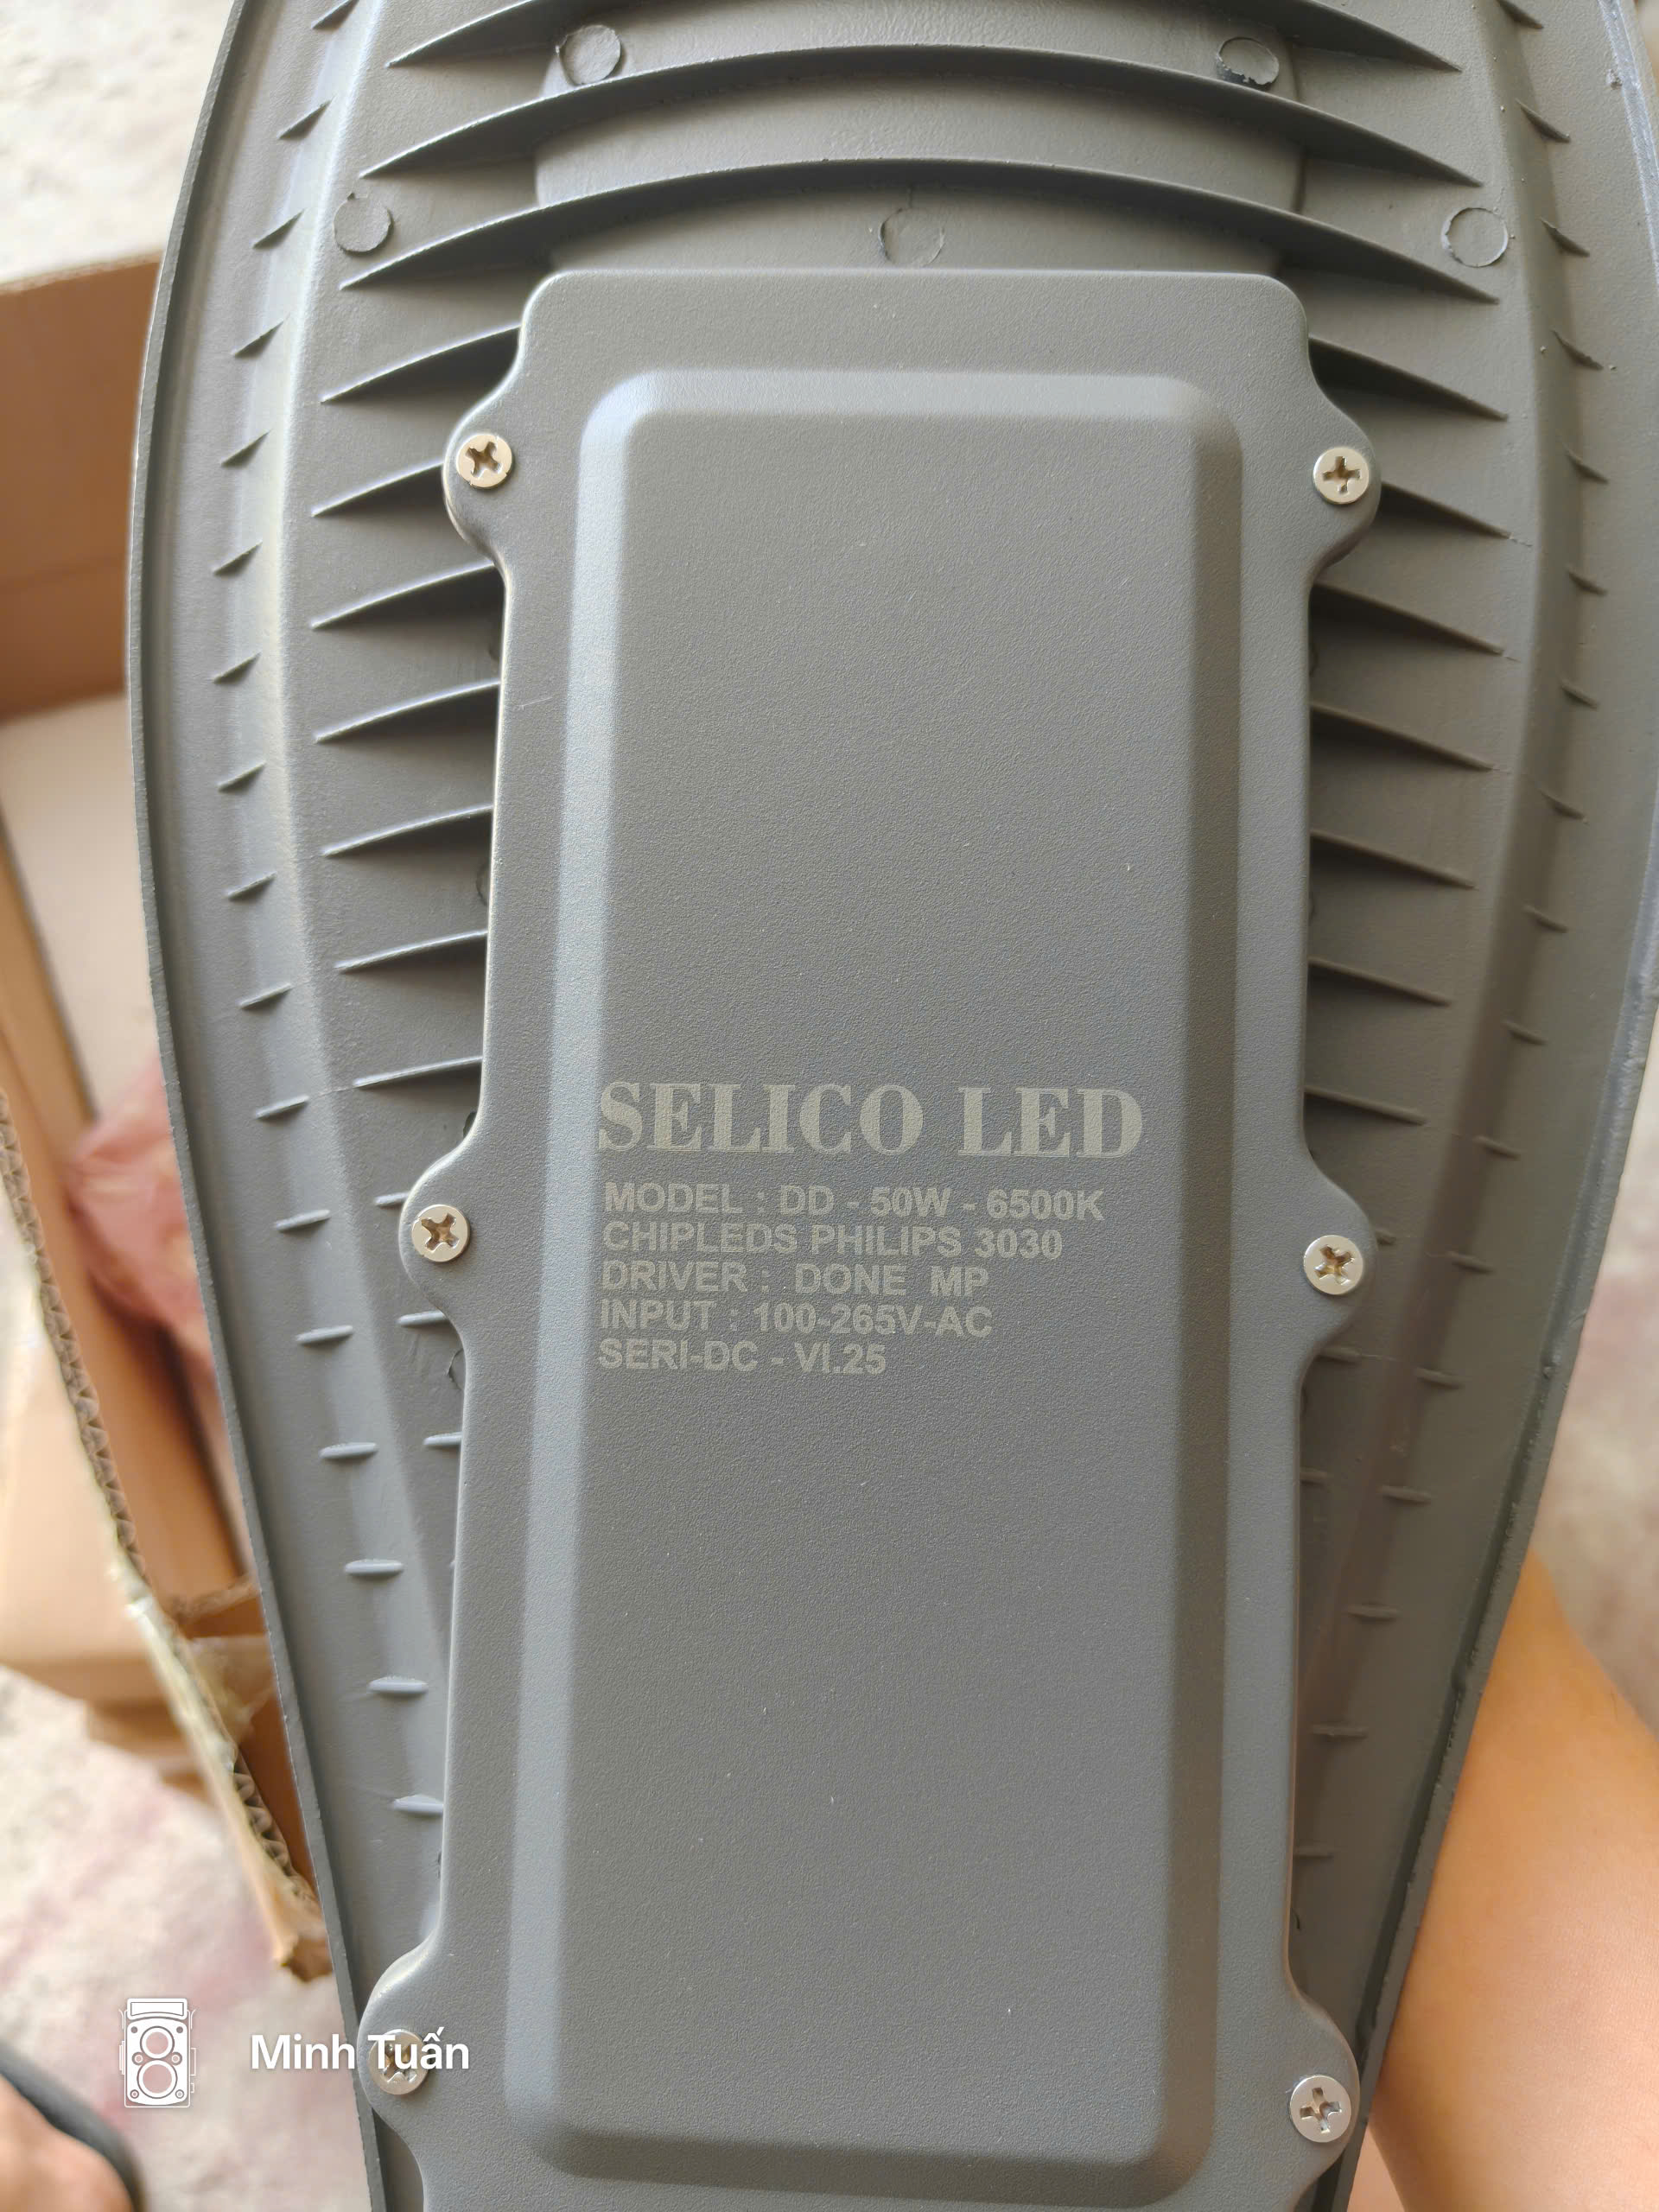 SELICO LED
MODEL : DD - 50W - 6500K
CHIPLEDS PHILIPS 3030
DRIVER : DONE MP
INPUT : 100-265V-AC
SERI-DC - VI.25
Minh Tuấn